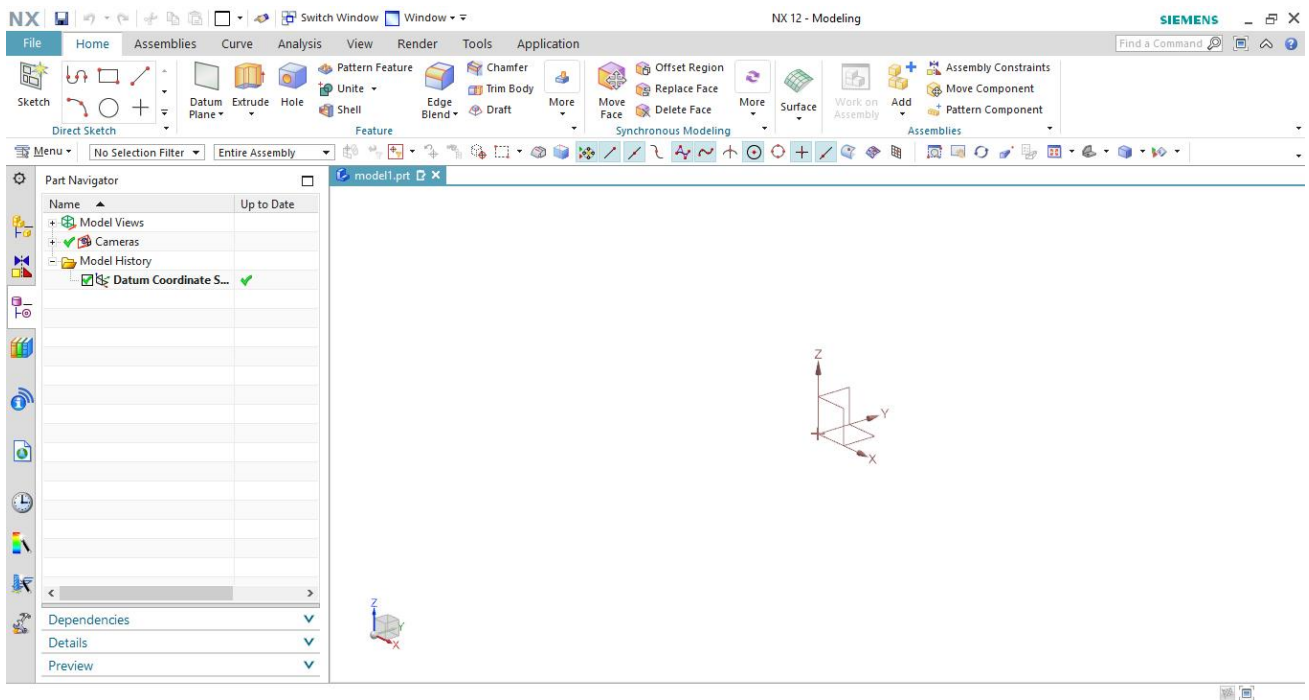 NX Switch Window Window NX 12 - Modeling SIEMENS
File Home Assemblies Curve Analysis View Render Tools Application Find a Command
Sketch
Direct Sketch
Datum Plane
Extrude
Hole
Pattern Feature
Unite
Shell
Edge Blend
Chamfer
Trim Body
Draft
More
Feature
Move Face
Offset Region
Replace Face
Delete Face
More
Synchronous Modeling
Surface
Work on Assembly
Add
Assembly Constraints
Move Component
Pattern Component
Assemblies
Menu No Selection Filter Entire Assembly
Part Navigator
model1.prt
Name Up to Date
Model Views
Cameras
Model History
Datum Coordinate S...
Z
Y
X
Z
Y
X
Dependencies
Details
Preview